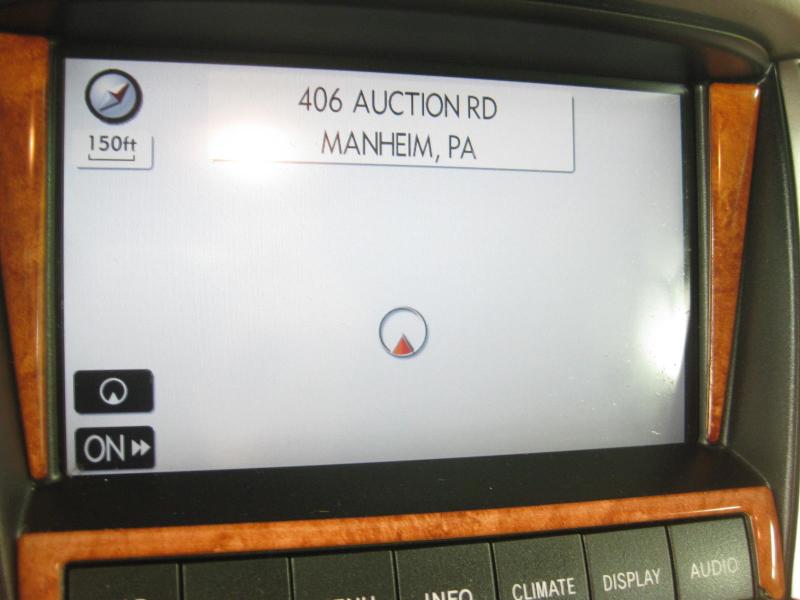 406 AUCTION RD
MANHEIM, PA
150ft
ON
INFO
CLIMATE
DISPLAY
AUDIO